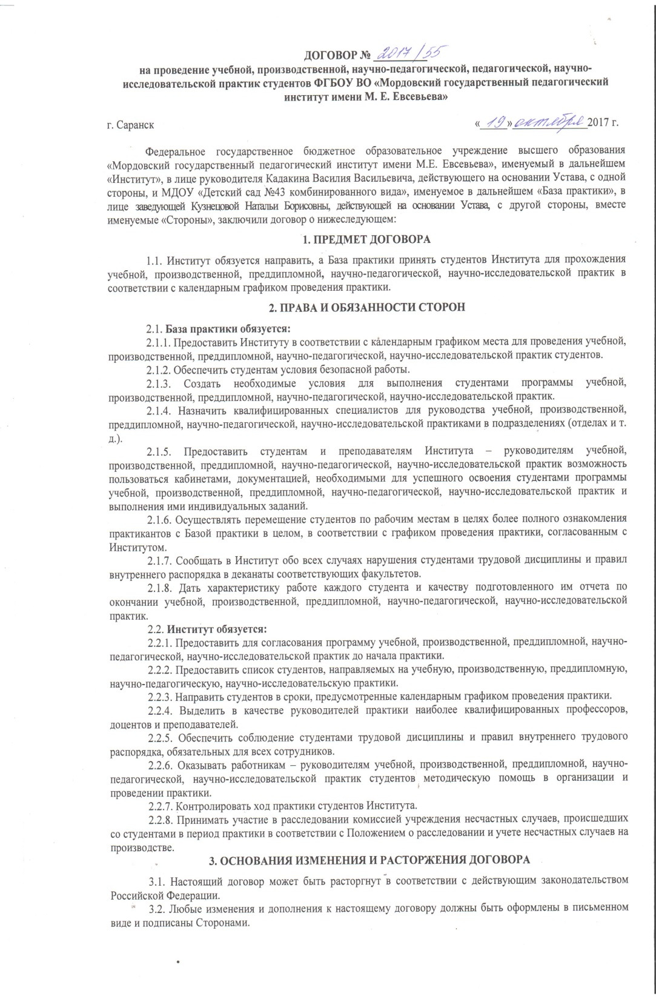 ДОГОВОР № 2017/55
на проведение учебной, производственной, научно-педагогической, педагогической, научно-
исследовательской практик студентов ФГБОУ ВО «Мордовский государственный педагогический
институт имени М. Е. Евсевьева»
г. Саранск «19» октября 2017 г.
Федеральное государственное бюджетное образовательное учреждение высшего образования
«Мордовский государственный педагогический институт имени М.Е. Евсевьева», именуемый в дальнейшем
«Институт», в лице руководителя Кадакина Василия Васильевича, действующего на основании Устава, с одной
стороны, и МДОУ «Детский сад №43 комбинированного вида», именуемое в дальнейшем «База практики», в
лице заведующей Кузнецовой Натальи Борисовны, действующей на основании Устава, с другой стороны, вместе
именуемые «Стороны», заключили договор о нижеследующем:
1. ПРЕДМЕТ ДОГОВОРА
1.1. Институт обязуется направить, а База практики принять студентов Института для прохождения
учебной, производственной, преддипломной, научно-педагогической, научно-исследовательской практик в
соответствии с календарным графиком проведения практики.
2. ПРАВА И ОБЯЗАННОСТИ СТОРОН
2.1. База практики обязуется:
2.1.1. Предоставить Институту в соответствии с календарным графиком места для проведения учебной,
производственной, преддипломной, научно-педагогической, научно-исследовательской практик студентов.
2.1.2. Обеспечить студентам условия безопасной работы.
2.1.3. Создать необходимые условия для выполнения студентами программы учебной,
производственной, преддипломной, научно-педагогической, научно-исследовательской практик.
2.1.4. Назначить квалифицированных специалистов для руководства учебной, производственной,
преддипломной, научно-педагогической, научно-исследовательской практиками в подразделениях (отделах и т.
д.).
2.1.5. Предоставить студентам и преподавателям Института – руководителям учебной,
производственной, преддипломной, научно-педагогической, научно-исследовательской практик возможность
пользоваться кабинетами, документацией, необходимыми для успешного освоения студентами программы
учебной, производственной, преддипломной, научно-педагогической, научно-исследовательской практик и
выполнения ими индивидуальных заданий.
2.1.6. Осуществлять перемещение студентов по рабочим местам в целях более полного ознакомления
практикантов с Базой практики в целом, в соответствии с графиком проведения практики, согласованным с
Институтом.
2.1.7. Сообщать в Институт обо всех случаях нарушения студентами трудовой дисциплины и правил
внутреннего распорядка в деканаты соответствующих факультетов.
2.1.8. Дать характеристику работе каждого студента и качеству подготовленного им отчета по
окончании учебной, производственной, преддипломной, научно-педагогической, научно-исследовательской
практик.
2.2. Институт обязуется:
2.2.1. Предоставить для согласования программу учебной, производственной, преддипломной, научно-
педагогической, научно-исследовательской практик до начала практики.
2.2.2. Предоставить список студентов, направляемых на учебную, производственную, преддипломную,
научно-педагогическую, научно-исследовательскую практики.
2.2.3. Направить студентов в сроки, предусмотренные календарным графиком проведения практики.
2.2.4. Выделить в качестве руководителей практики наиболее квалифицированных профессоров,
доцентов и преподавателей.
2.2.5. Обеспечить соблюдение студентами трудовой дисциплины и правил внутреннего трудового
распорядка, обязательных для всех сотрудников.
2.2.6. Оказывать работникам – руководителям учебной, производственной, преддипломной, научно-
педагогической, научно-исследовательской практик студентов методическую помощь в организации и
проведении практики.
2.2.7. Контролировать ход практики студентов Института.
2.2.8. Принимать участие в расследовании комиссией учреждения несчастных случаев, происшедших
со студентами в период практики в соответствии с Положением о расследовании и учете несчастных случаев на
производстве.
3. ОСНОВАНИЯ ИЗМЕНЕНИЯ И РАСТОРЖЕНИЯ ДОГОВОРА
3.1. Настоящий договор может быть расторгнут в соответствии с действующим законодательством
Российской Федерации.
3.2. Любые изменения и дополнения к настоящему договору должны быть оформлены в письменном
виде и подписаны Сторонами.